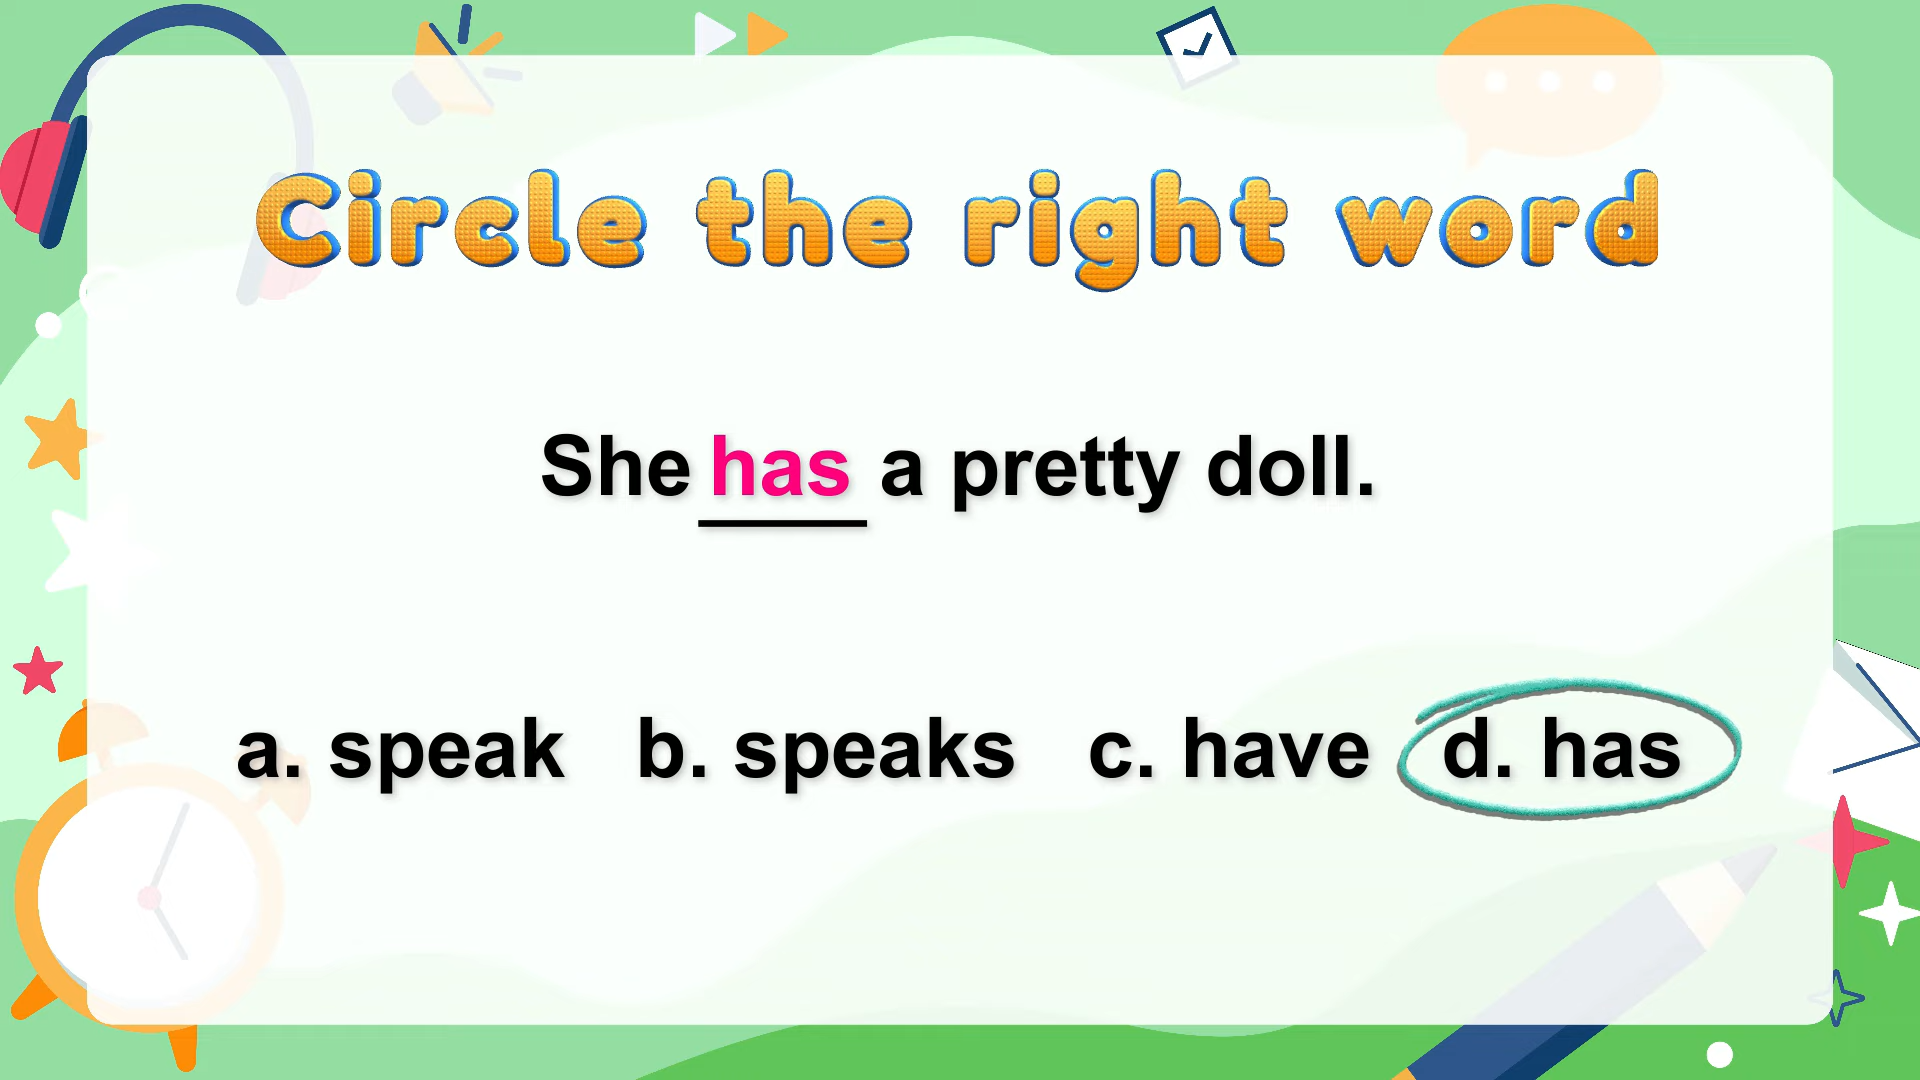 Circle the right word
She has a pretty doll.
a. speak b. speaks c. have d. has